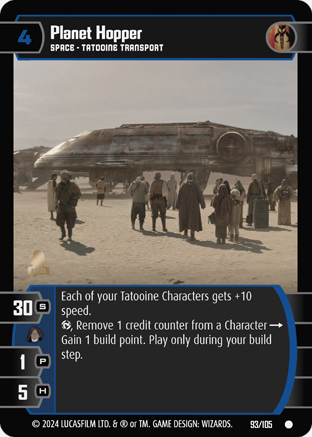 4
Planet Hopper
SPACE - TATOOINE TRANSPORT
30 S
1 P
5 H
Each of your Tatooine Characters gets +10
speed.
, Remove 1 credit counter from a Character →
Gain 1 build point. Play only during your build
step.
© 2024 LUCASFILM LTD. & ® or TM. GAME DESIGN: WIZARDS.
93/105